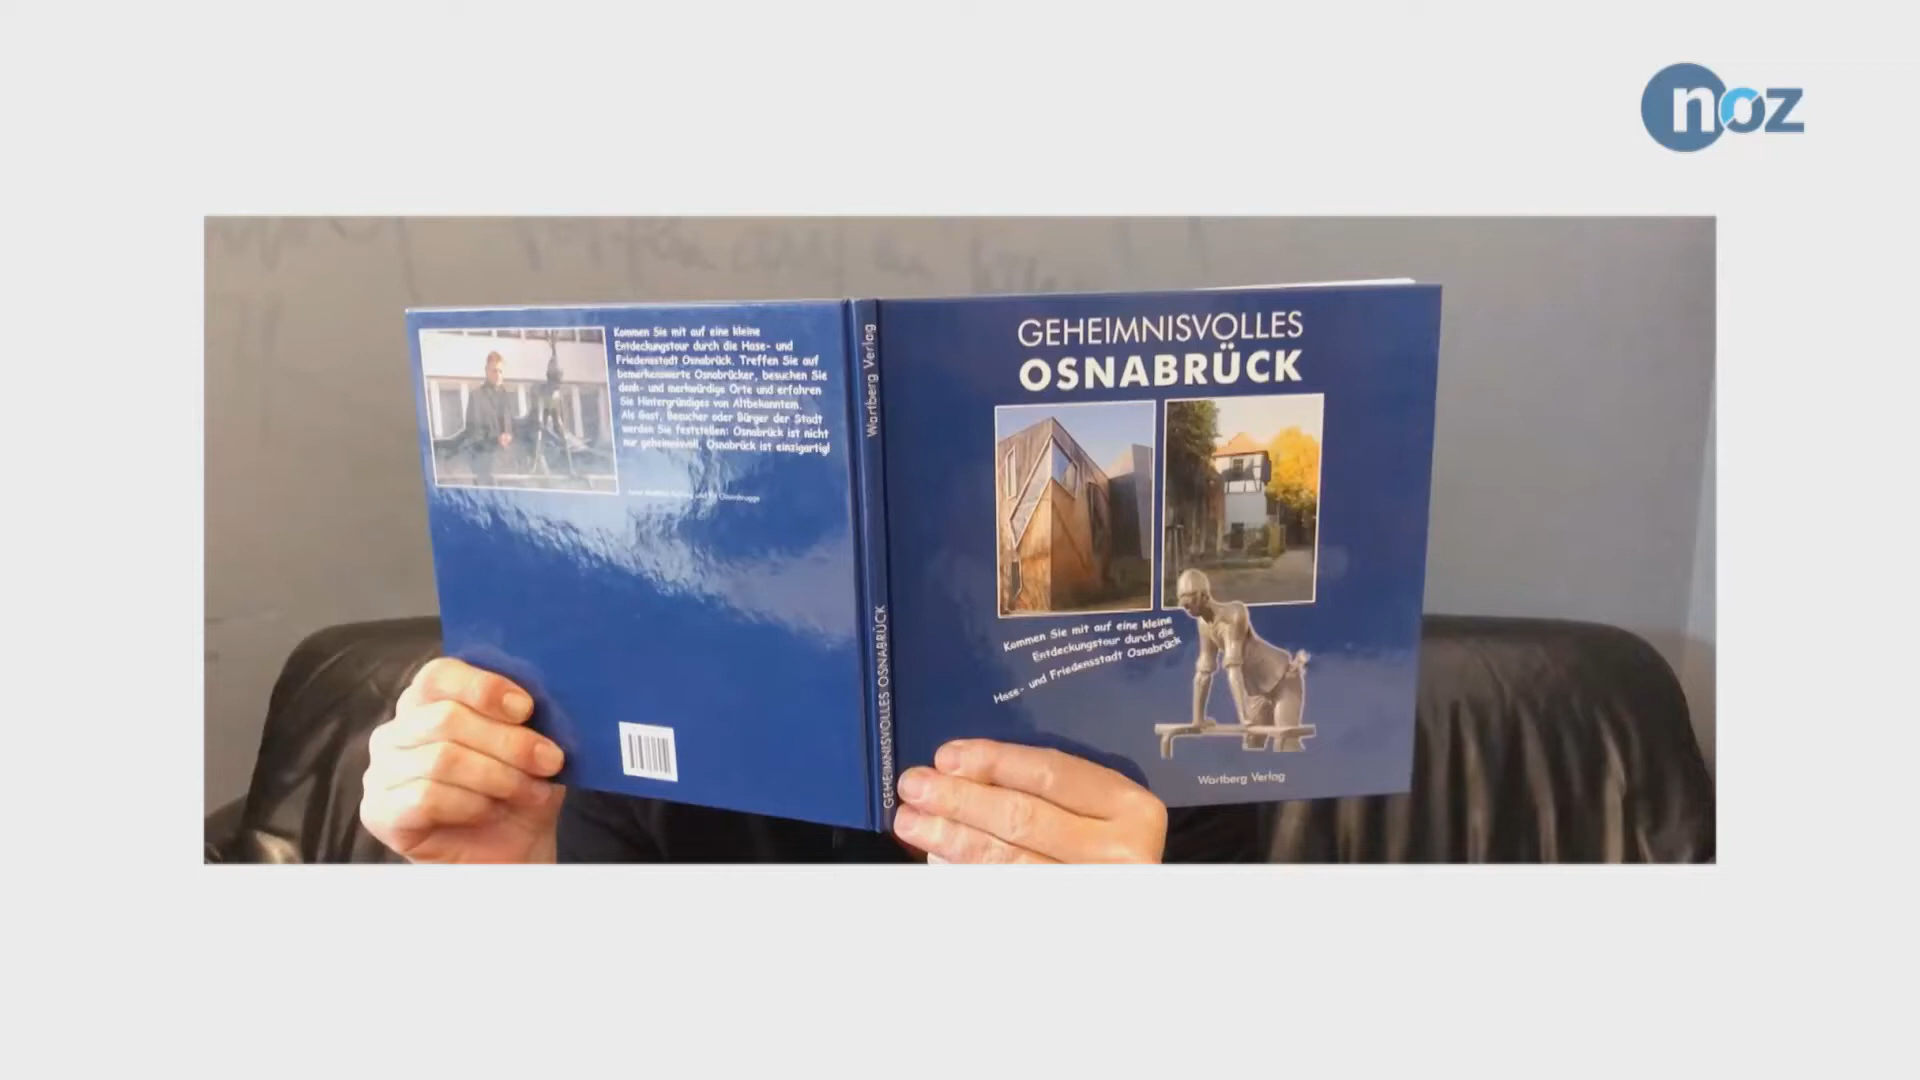 noz
Kommen Sie mit auf eine kleine
Entdeckungstour durch die Hase- und
Friedensstadt Osnabrück. Treffen Sie auf
bemerkenswerte Osnabrücker, besuchen Sie
denk- und merkwürdige Orte und erfahren
Sie Hintergründiges von Altbekanntem.
Als Gast, Besucher oder Bürger der Stadt
werden Sie feststellen: Osnabrück ist nicht
nur geheimnisvoll, Osnabrück ist einzigartig!
GEHEIMNISVOLLES OSNABRÜCK
Wartberg Verlag
GEHEIMNISVOLLES
OSNABRÜCK
Kommen Sie mit auf eine kleine
Entdeckungstour durch die
Hase- und Friedensstadt Osnabrück
Wartberg Verlag